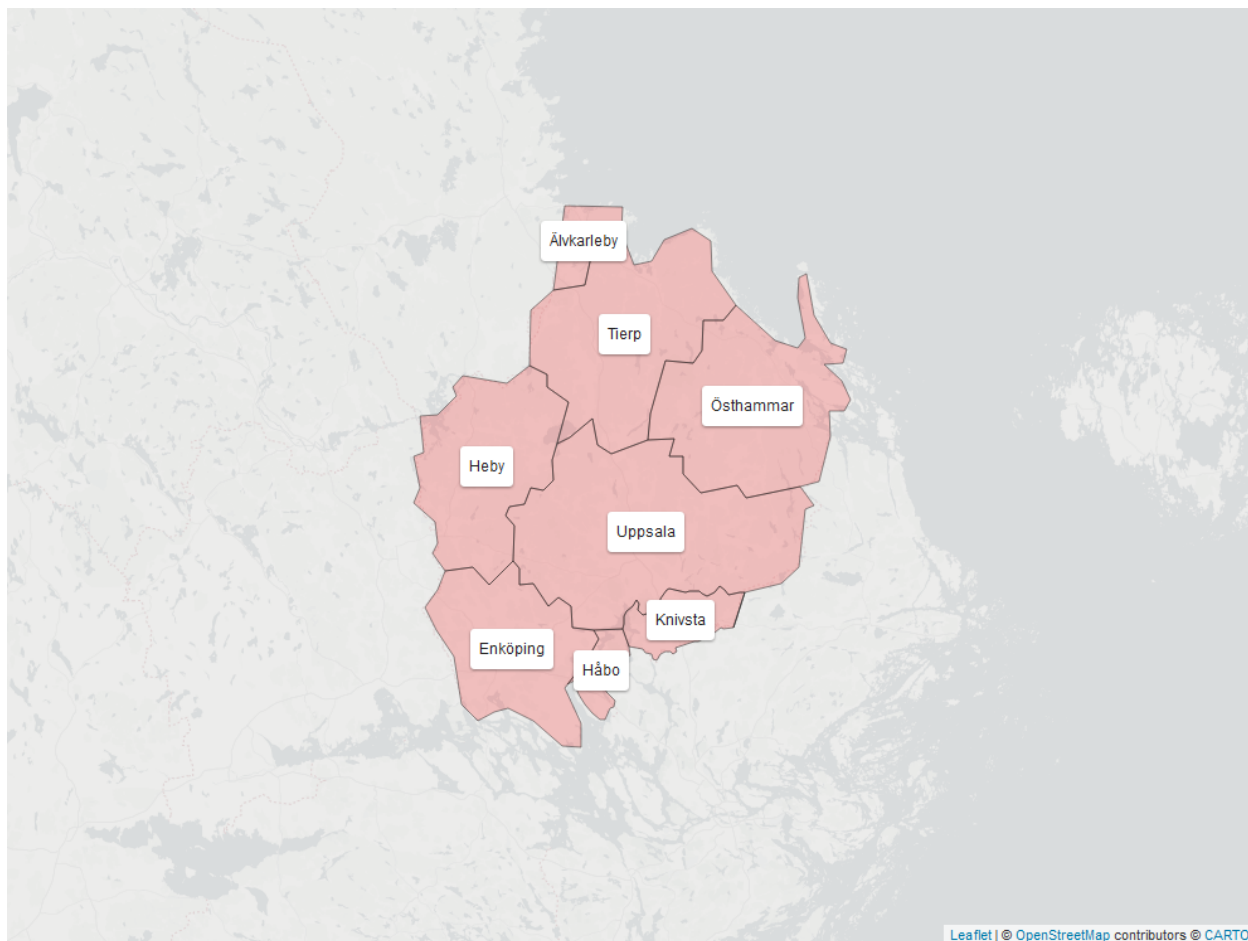 Älvkarleby
Tierp
Östhammar
Heby
Uppsala
Knivsta
Enköping
Håbo
Leaflet | © OpenStreetMap contributors © CARTO